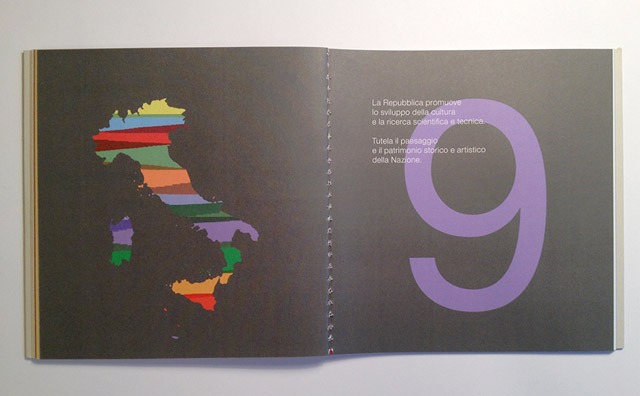 La Repubblica promuove
lo sviluppo della cultura
e la ricerca scientifica e tecnica.
Tutela il paesaggio
e il patrimonio storico e artistico
della Nazione.
9